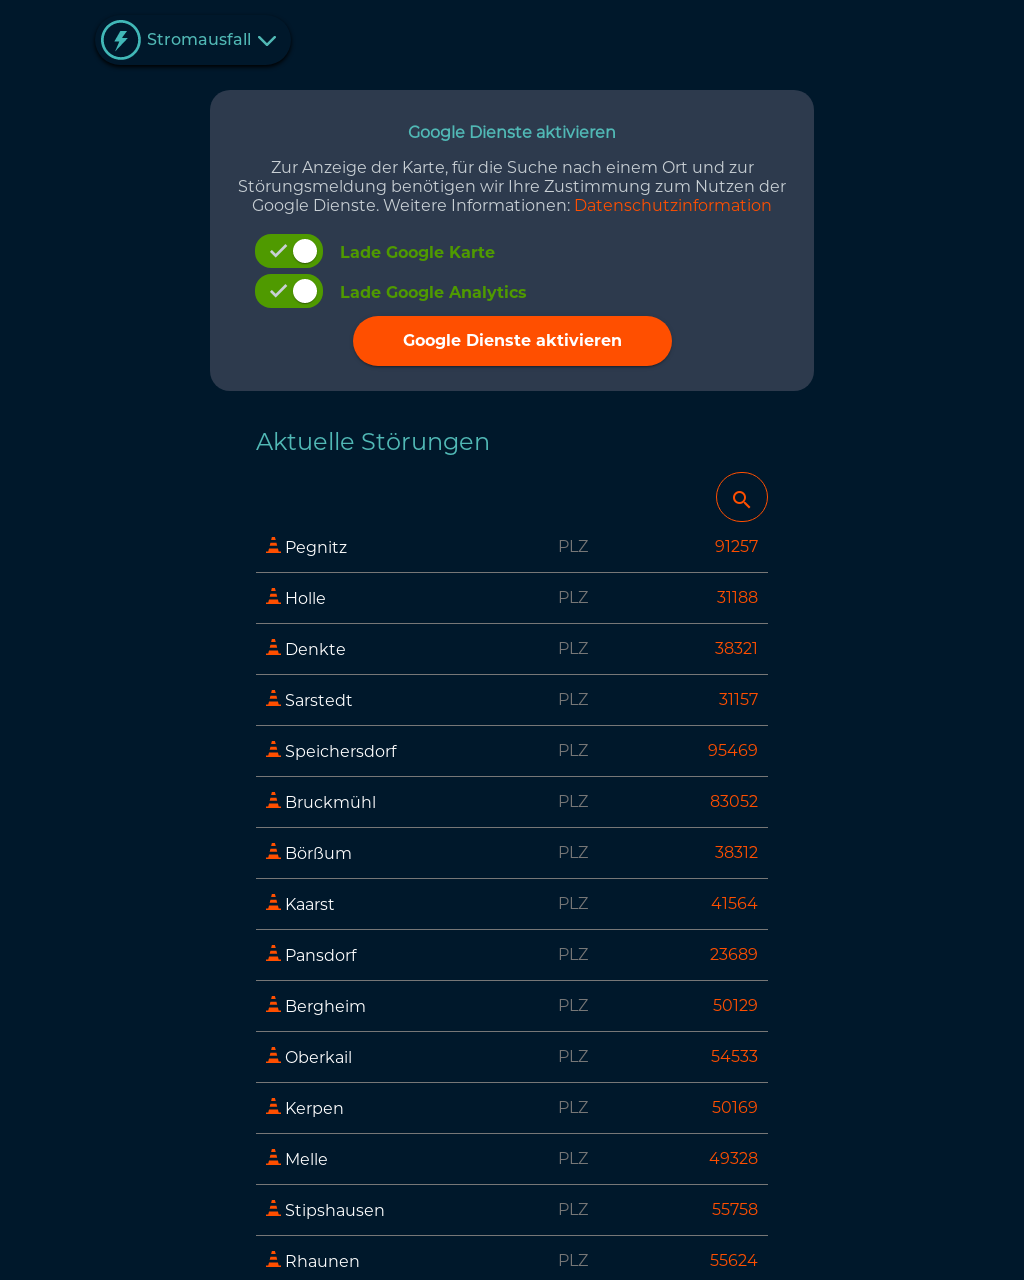 Stromausfall
Google Dienste aktivieren
Zur Anzeige der Karte, für die Suche nach einem Ort und zur
Störungsmeldung benötigen wir Ihre Zustimmung zum Nutzen der
Google Dienste. Weitere Informationen: Datenschutzinformation
Lade Google Karte
Lade Google Analytics
Google Dienste aktivieren
Aktuelle Störungen
Pegnitz PLZ 91257
Holle PLZ 31188
Denkte PLZ 38321
Sarstedt PLZ 31157
Speichersdorf PLZ 95469
Bruckmühl PLZ 83052
Börßum PLZ 38312
Kaarst PLZ 41564
Pansdorf PLZ 23689
Bergheim PLZ 50129
Oberkail PLZ 54533
Kerpen PLZ 50169
Melle PLZ 49328
Stipshausen PLZ 55758
Rhaunen PLZ 55624